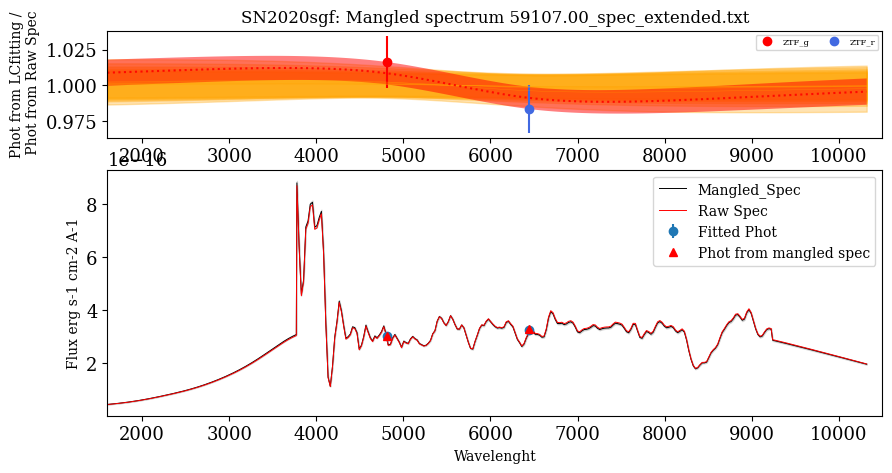 SN2020sgf: Mangled spectrum 59107.00_spec_extended.txt
Phot from LCfitting /
Phot from Raw Spec
1.025
1.000
0.975
ZTF_g ZTF_r
2000 3000 4000 5000 6000 7000 8000 9000 10000
1e−16
Flux erg s-1 cm-2 A-1
8
6
4
2
Mangled_Spec
Raw Spec
Fitted Phot
Phot from mangled spec
2000 3000 4000 5000 6000 7000 8000 9000 10000
Wavelenght